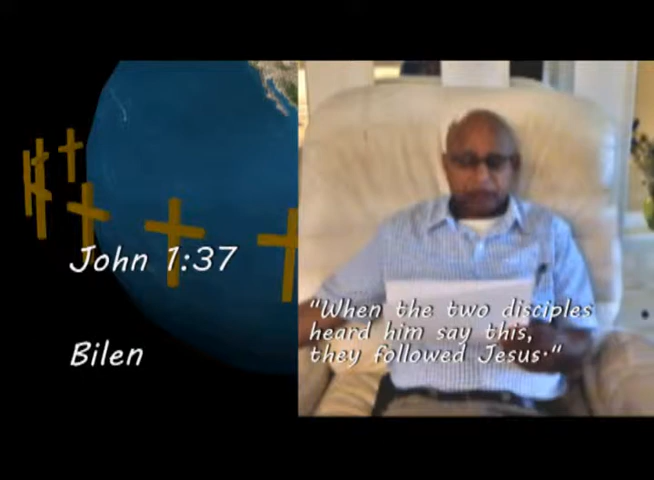 John 1:37
Bilen
"When the two disciples
heard him say this,
they followed Jesus."